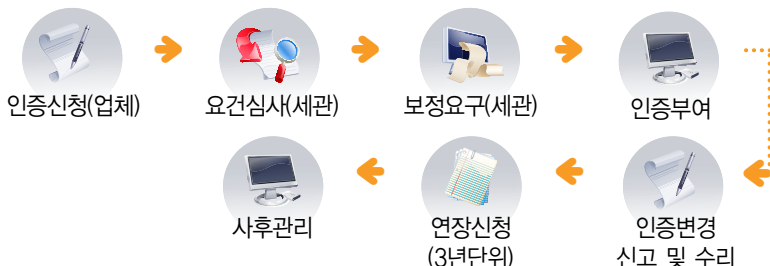 인증신청(업체)
요건심사(세관)
보정요구(세관)
인증부여
사후관리
연장신청
(3년단위)
인증변경
신고 및 수리